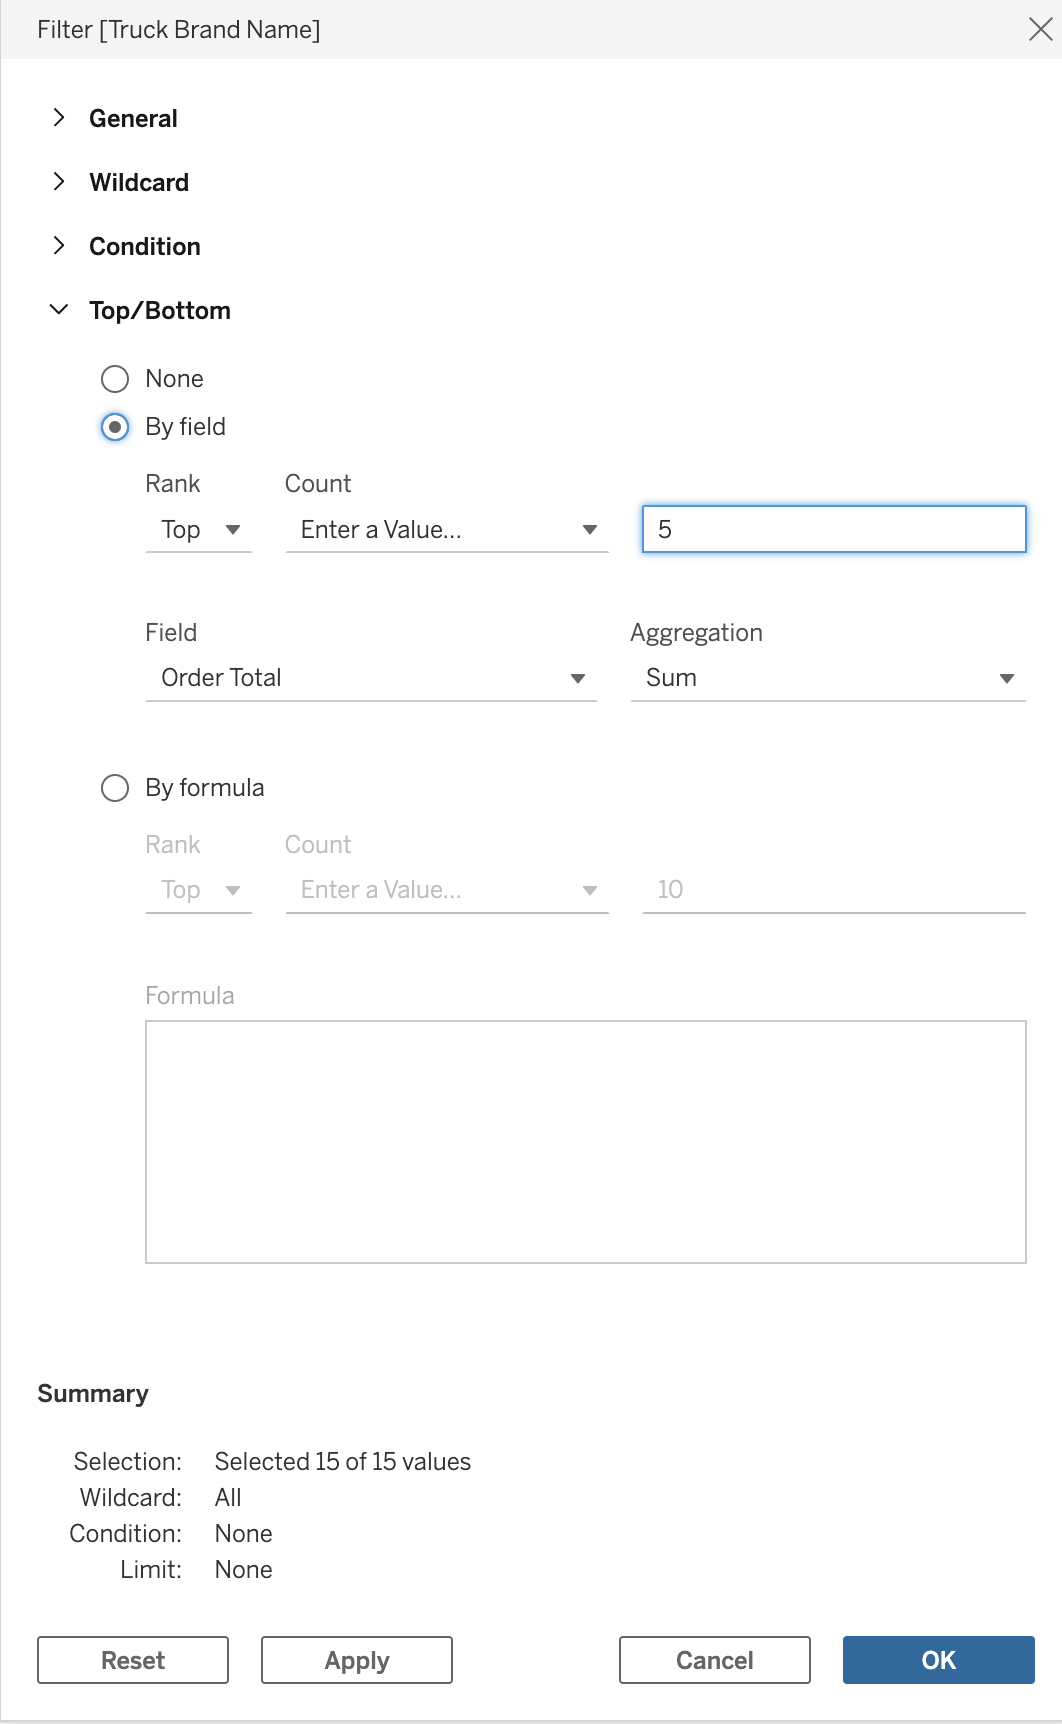 Filter [Truck Brand Name]
General
Wildcard
Condition
Top/Bottom
None
By field
Rank Count
Top Enter a Value... 5
Field Aggregation
Order Total Sum
By formula
Rank Count
Top Enter a Value... 10
Formula
Summary
Selection: Selected 15 of 15 values
Wildcard: All
Condition: None
Limit: None
Reset Apply Cancel OK